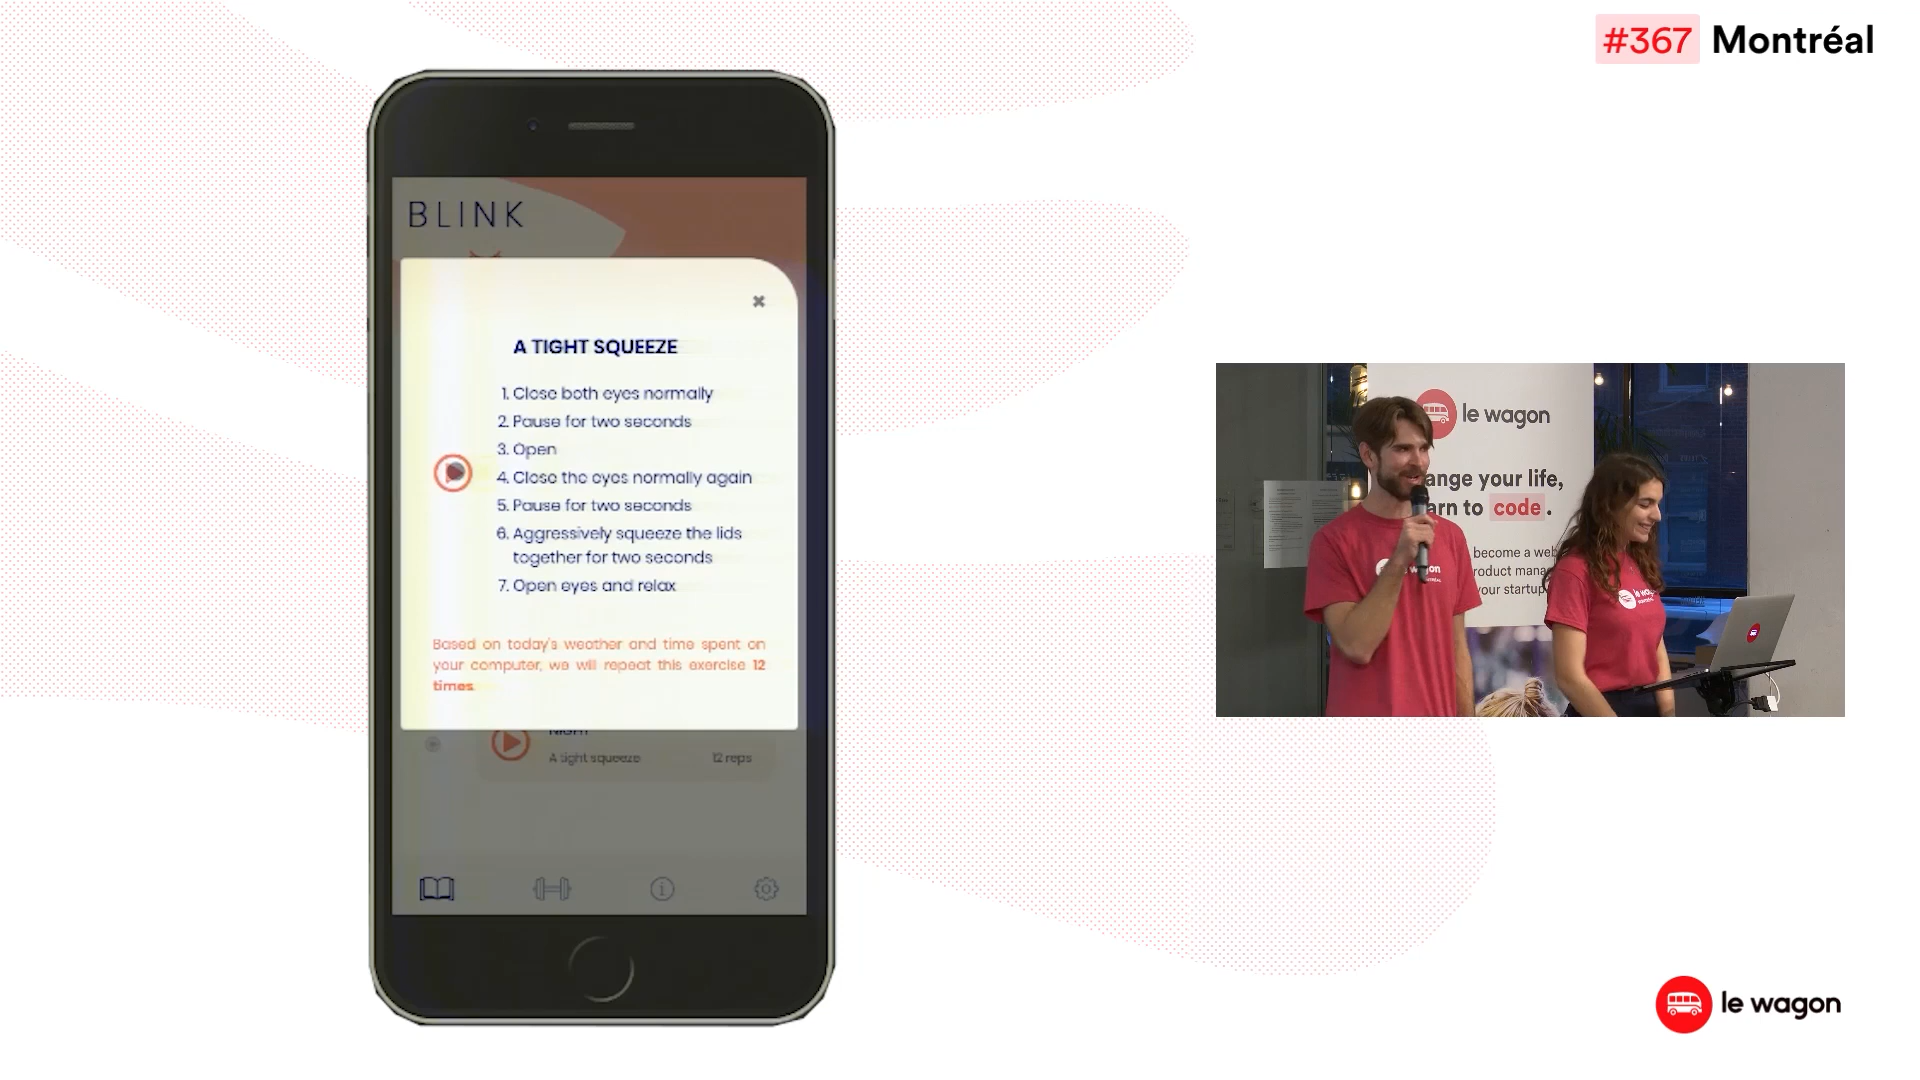 #367 Montréal
BLINK
A TIGHT SQUEEZE
1. Close both eyes normally
2. Pause for two seconds
3. Open
4. Close the eyes normally again
5. Pause for two seconds
6. Aggressively squeeze the lids
together for two seconds
7. Open eyes and relax
Based on today's weather and time spent on
your computer, we will repeat this exercise 12
times.
NIGHT
A tight squeeze 12 reps
le wagon
ange your life,
arn to code.
become a web
roduct mana
your startup
le wagon